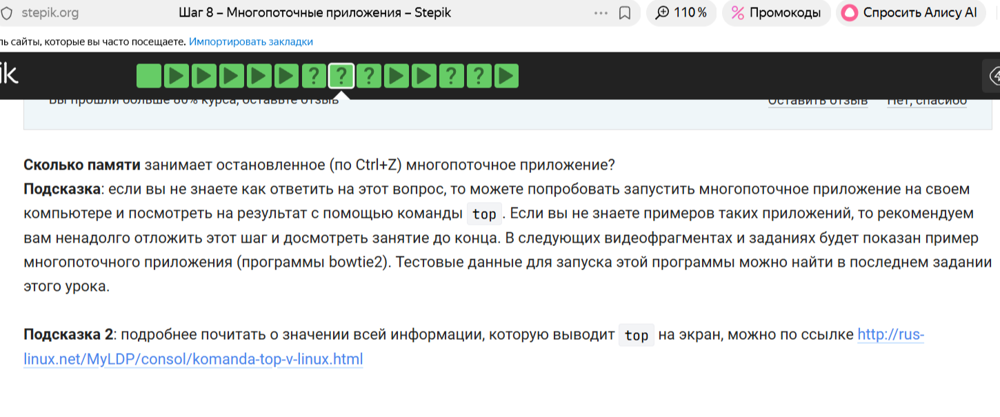 stepik.org Шаг 8 – Многопоточные приложения – Stepik 110 % Промокоды Спросить Алису AI
ль сайты, которые вы часто посещаете. Импортировать закладки
ik ? ? ? ? ?
Вы прошли больше 80% курса, оставьте отзыв Оставить отзыв Нет, спасибо
Сколько памяти занимает остановленное (по Ctrl+Z) многопоточное приложение?
Подсказка: если вы не знаете как ответить на этот вопрос, то можете попробовать запустить многопоточное приложение на своем
компьютере и посмотреть на результат с помощью команды top . Если вы не знаете примеров таких приложений, то рекомендуем
вам ненадолго отложить этот шаг и досмотреть занятие до конца. В следующих видеофрагментах и заданиях будет показан пример
многопоточного приложения (программы bowtie2). Тестовые данные для запуска этой программы можно найти в последнем задании
этого урока.
Подсказка 2: подробнее почитать о значении всей информации, которую выводит top на экран, можно по ссылке http://rus-
linux.net/MyLDP/consol/komanda-top-v-linux.html